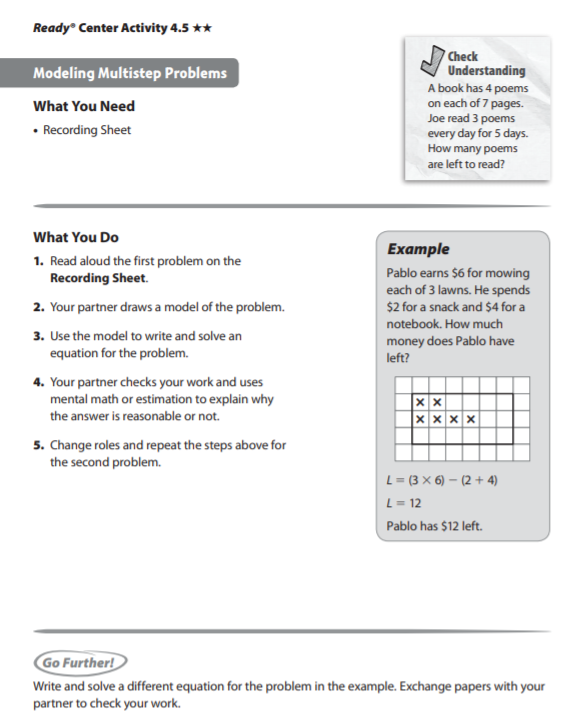 Ready® Center Activity 4.5 ★★
Modeling Multistep Problems
What You Need
• Recording Sheet
Check
Understanding
A book has 4 poems
on each of 7 pages.
Joe read 3 poems
every day for 5 days.
How many poems
are left to read?
What You Do
1. Read aloud the first problem on the
Recording Sheet.
2. Your partner draws a model of the problem.
3. Use the model to write and solve an
equation for the problem.
4. Your partner checks your work and uses
mental math or estimation to explain why
the answer is reasonable or not.
5. Change roles and repeat the steps above for
the second problem.
Example
Pablo earns $6 for mowing
each of 3 lawns. He spends
$2 for a snack and $4 for a
notebook. How much
money does Pablo have
left?
× ×
× × × ×
L = (3 × 6) − (2 + 4)
L = 12
Pablo has $12 left.
Go Further!
Write and solve a different equation for the problem in the example. Exchange papers with your
partner to check your work.